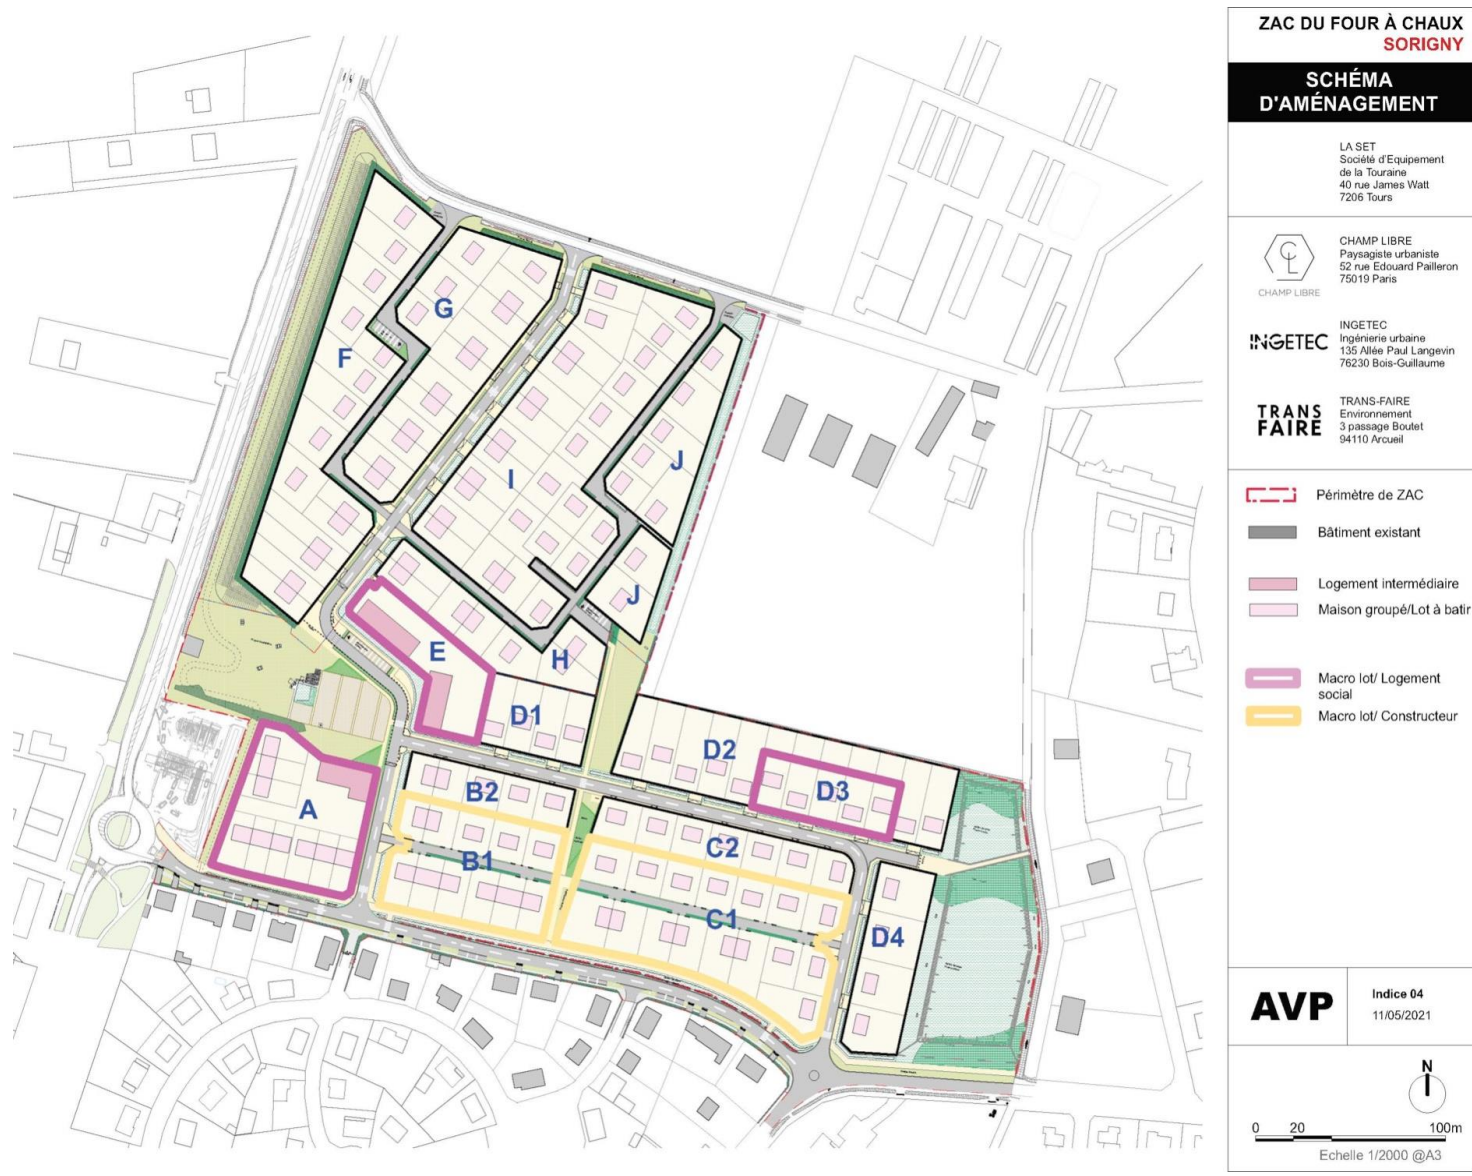 F
G
I
J
J
E
H
D1
D2
D3
A
B2
B1
C2
C1
D4
ZAC DU FOUR À CHAUX
SORIGNY
SCHÉMA
D'AMÉNAGEMENT
LA SET
Société d'Equipement
de la Touraine
40 rue James Watt
7206 Tours
CL
CHAMP LIBRE
CHAMP LIBRE
Paysagiste urbaniste
52 rue Edouard Pailleron
75019 Paris
INGETEC
INGETEC
Ingénierie urbaine
135 Allée Paul Langevin
76230 Bois-Guillaume
TRANS
FAIRE
TRANS-FAIRE
Environnement
3 passage Boutet
94110 Arcueil
Périmètre de ZAC
Bâtiment existant
Logement intermédiaire
Maison groupé/Lot à batir
Macro lot/ Logement
social
Macro lot/ Constructeur
AVP
Indice 04
11/05/2021
N
0 20 100m
Echelle 1/2000 @A3